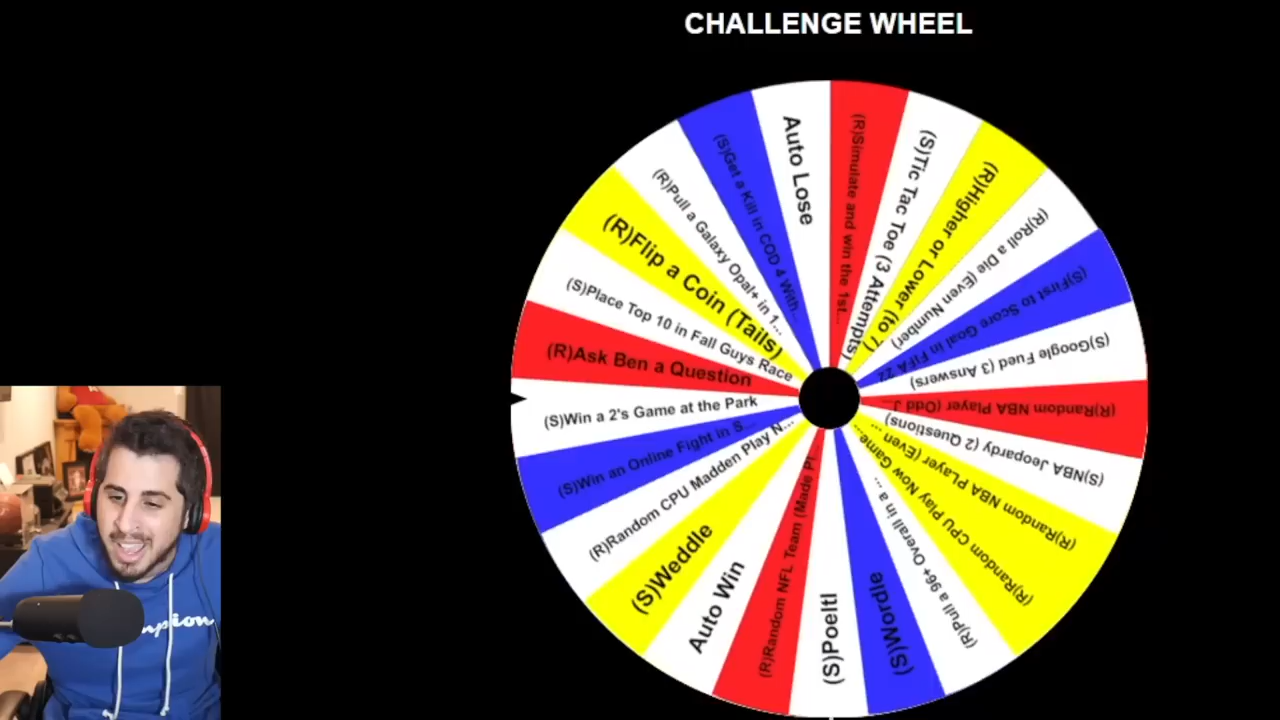 CHALLENGE WHEEL
Auto Lose
(R)Simulate and win the 1st...
(S)Tic Tac Toe (3 Attempts)
(R)Higher or Lower (to 7)
(R)Roll a Die (Even Number)
(S)First to Score Goal in FIFA 22
(S)Google Fued (3 Answers)
(R)Random NBA Player (Odd J...
(S)NBA Jeopardy (2 Questions)
(R)Random NBA PLayer (Even ...
(R)Random CPU Play Now Game...
(R)Pull a 96+ Overall in a ...
(S)Wordle
(S)Poelt!
(R)Random NFL Team (Made Pl...
Auto Win
(S)Weddle
(R)Random CPU Madden Play N...
(S)Win an Online Fight in S...
(S)Win a 2's Game at the Park
(R)Ask Ben a Question
(S)Place Top 10 in Fall Guys Race
(R)Flip a Coin (Tails)
(R)Pull a Galaxy Opal+ in 1...
(S)Get a Kill in COD 4 With...
mpion